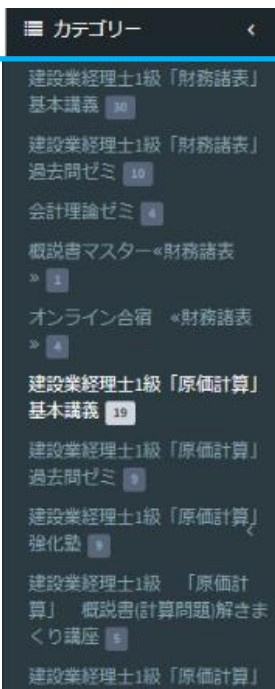 カテゴリー
建設業経理士1級「財務諸表」
基本講義 30
建設業経理士1級「財務諸表」
過去問ゼミ 10
会計理論ゼミ 4
概説書マスター«財務諸表
» 1
オンライン合宿　«財務諸表
» 4
建設業経理士1級「原価計算」
基本講義 19
建設業経理士1級「原価計算」
過去問ゼミ 9
建設業経理士1級「原価計算」
強化塾 9
建設業経理士1級　「原価計
算」　概説書(計算問題)解きま
くり講座 5
建設業経理士1級「原価計算」